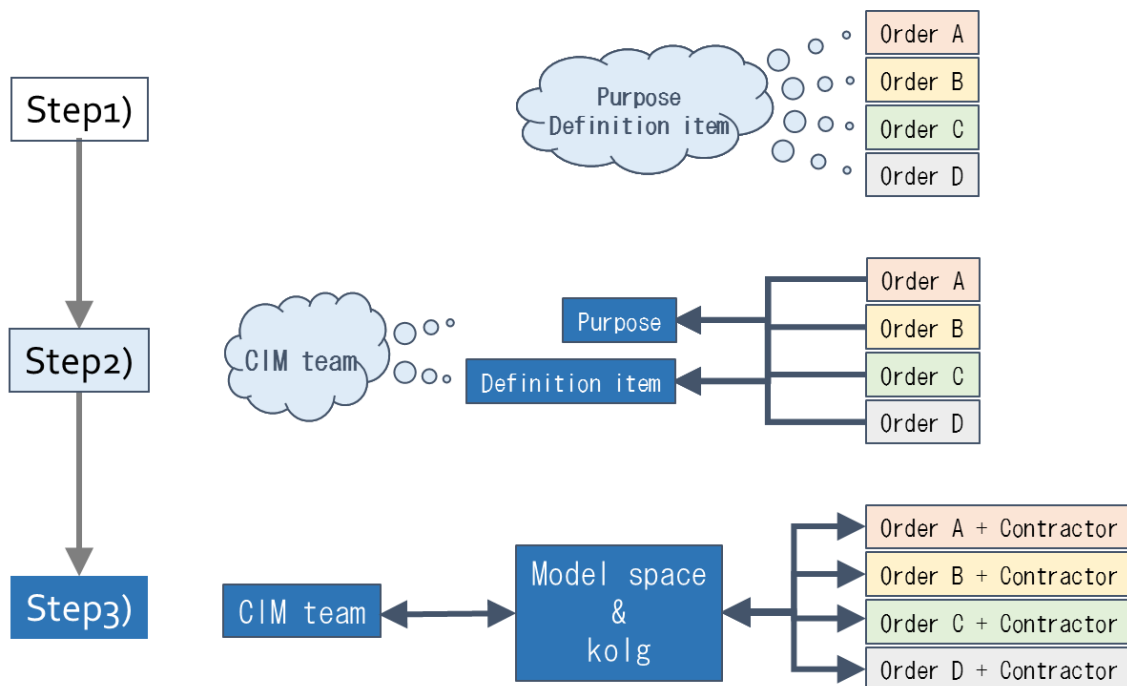 Step1)
Purpose
Definition item
Order A
Order B
Order C
Order D
Step2)
CIM team
Purpose
Definition item
Order A
Order B
Order C
Order D
Step3)
CIM team
Model space
&
kolg
Order A + Contractor
Order B + Contractor
Order C + Contractor
Order D + Contractor